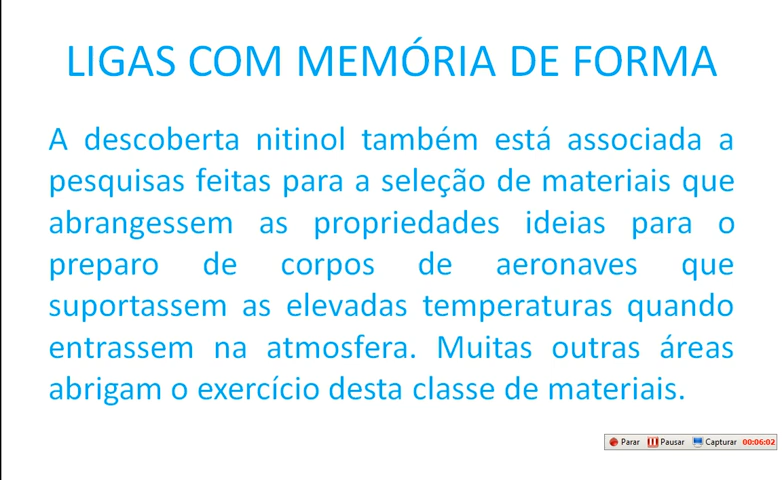 LIGAS COM MEMÓRIA DE FORMA
A descoberta nitinol também está associada a
pesquisas feitas para a seleção de materiais que
abrangessem as propriedades ideias para o
preparo de corpos de aeronaves que
suportassem as elevadas temperaturas quando
entrassem na atmosfera. Muitas outras áreas
abrigam o exercício desta classe de materiais.
Parar Pausar Capturar 00:06:02